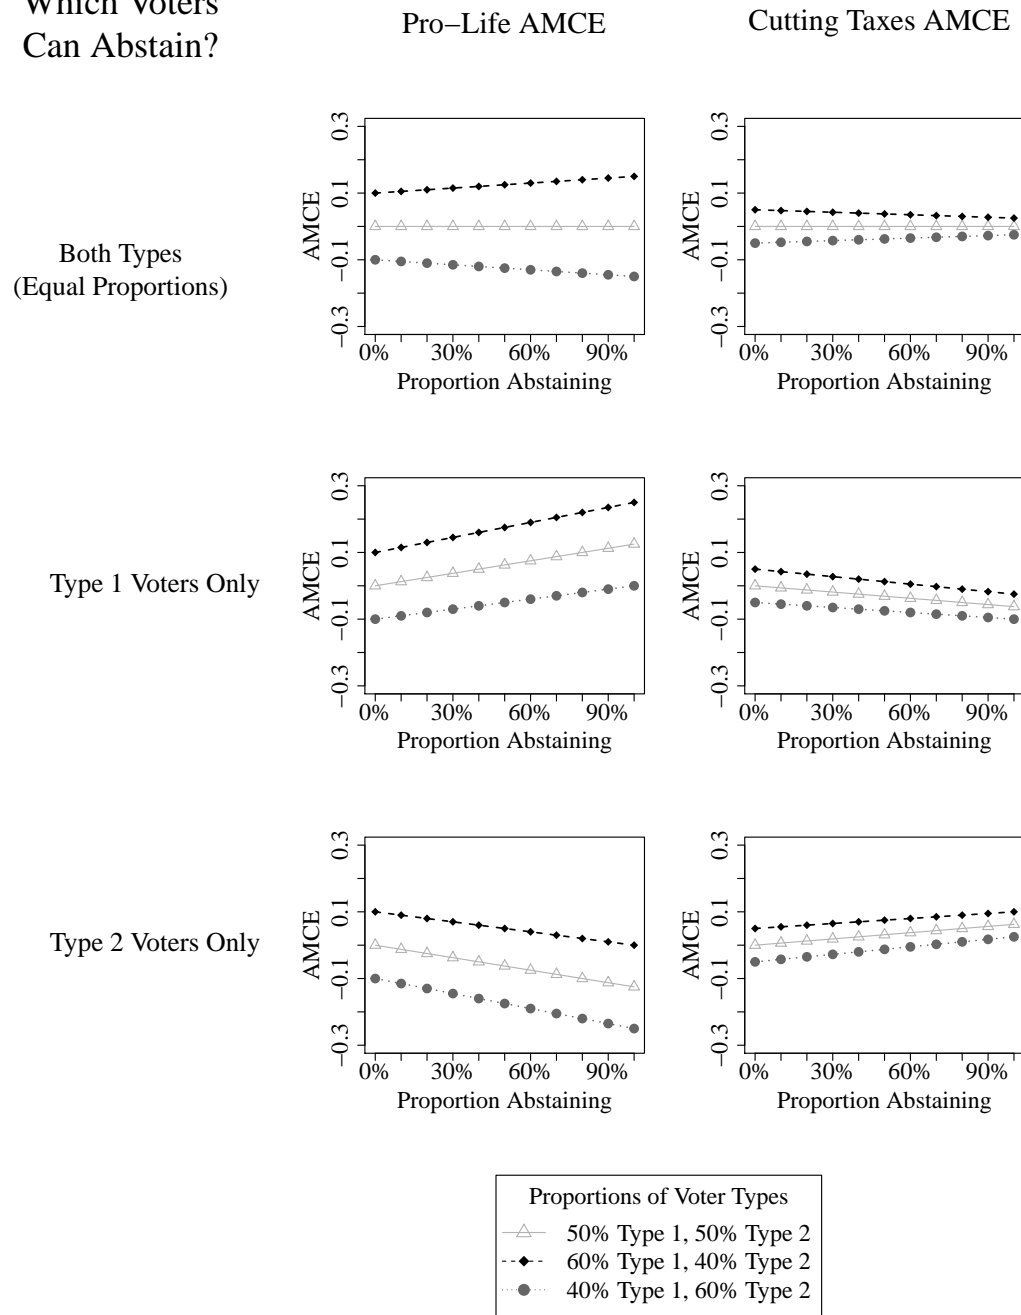 Which Voters
Can Abstain?
Pro−Life AMCE
Cutting Taxes AMCE
Both Types
(Equal Proportions)
AMCE
0.3
0.1
−0.1
−0.3
0% 30% 60% 90%
Proportion Abstaining
AMCE
0.3
0.1
−0.1
−0.3
0% 30% 60% 90%
Proportion Abstaining
Type 1 Voters Only
AMCE
0.3
0.1
−0.1
−0.3
0% 30% 60% 90%
Proportion Abstaining
AMCE
0.3
0.1
−0.1
−0.3
0% 30% 60% 90%
Proportion Abstaining
Type 2 Voters Only
AMCE
0.3
0.1
−0.1
−0.3
0% 30% 60% 90%
Proportion Abstaining
AMCE
0.3
0.1
−0.1
−0.3
0% 30% 60% 90%
Proportion Abstaining
Proportions of Voter Types
50% Type 1, 50% Type 2
60% Type 1, 40% Type 2
40% Type 1, 60% Type 2